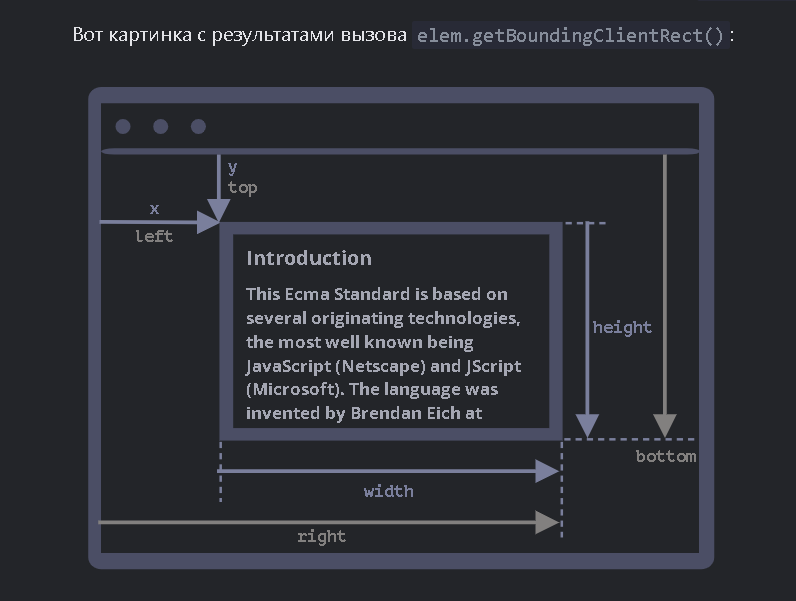 Вот картинка с результатами вызова elem.getBoundingClientRect():
y
top
x
left
Introduction
This Ecma Standard is based on
several originating technologies,
the most well known being
JavaScript (Netscape) and JScript
(Microsoft). The language was
invented by Brendan Eich at
height
bottom
width
right